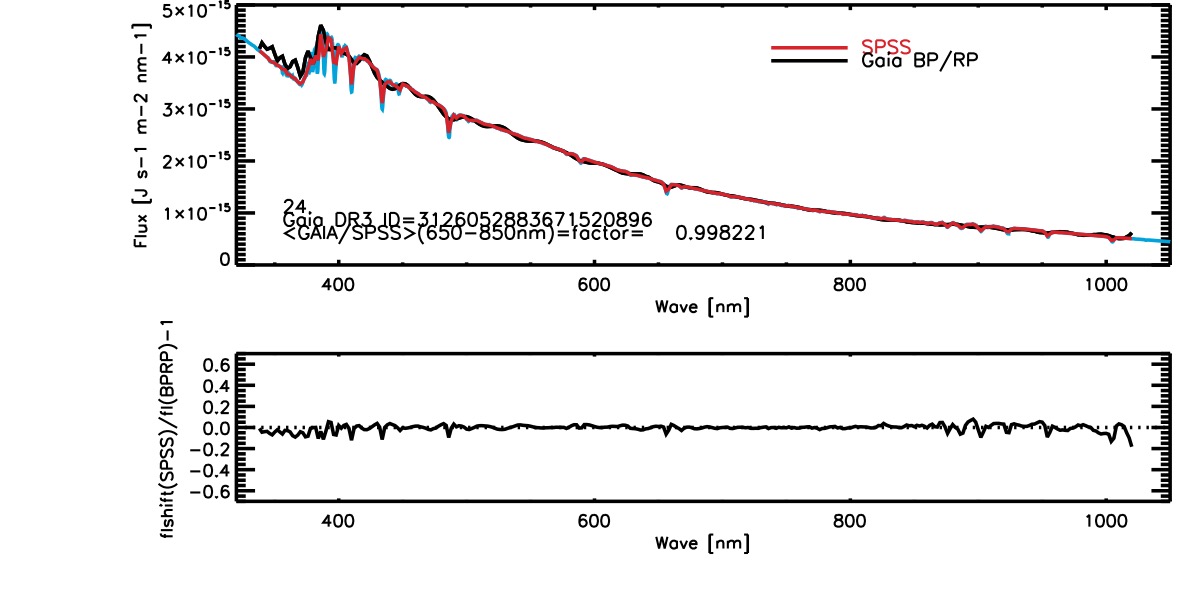 5×10⁻¹⁵
4×10⁻¹⁵
3×10⁻¹⁵
2×10⁻¹⁵
1×10⁻¹⁵
0
Flux [J s−1 m−2 nm−1]
SPSS
Gaia BP/RP
24.
Gaia DR3 ID=3126052883671520896
<GAIA/SPSS>(650−850nm)=factor= 0.998221
400 600 800 1000
Wave [nm]
0.6
0.4
0.2
0.0
−0.2
−0.4
−0.6
flshift(SPSS)/fl(BPRP)−1
400 600 800 1000
Wave [nm]